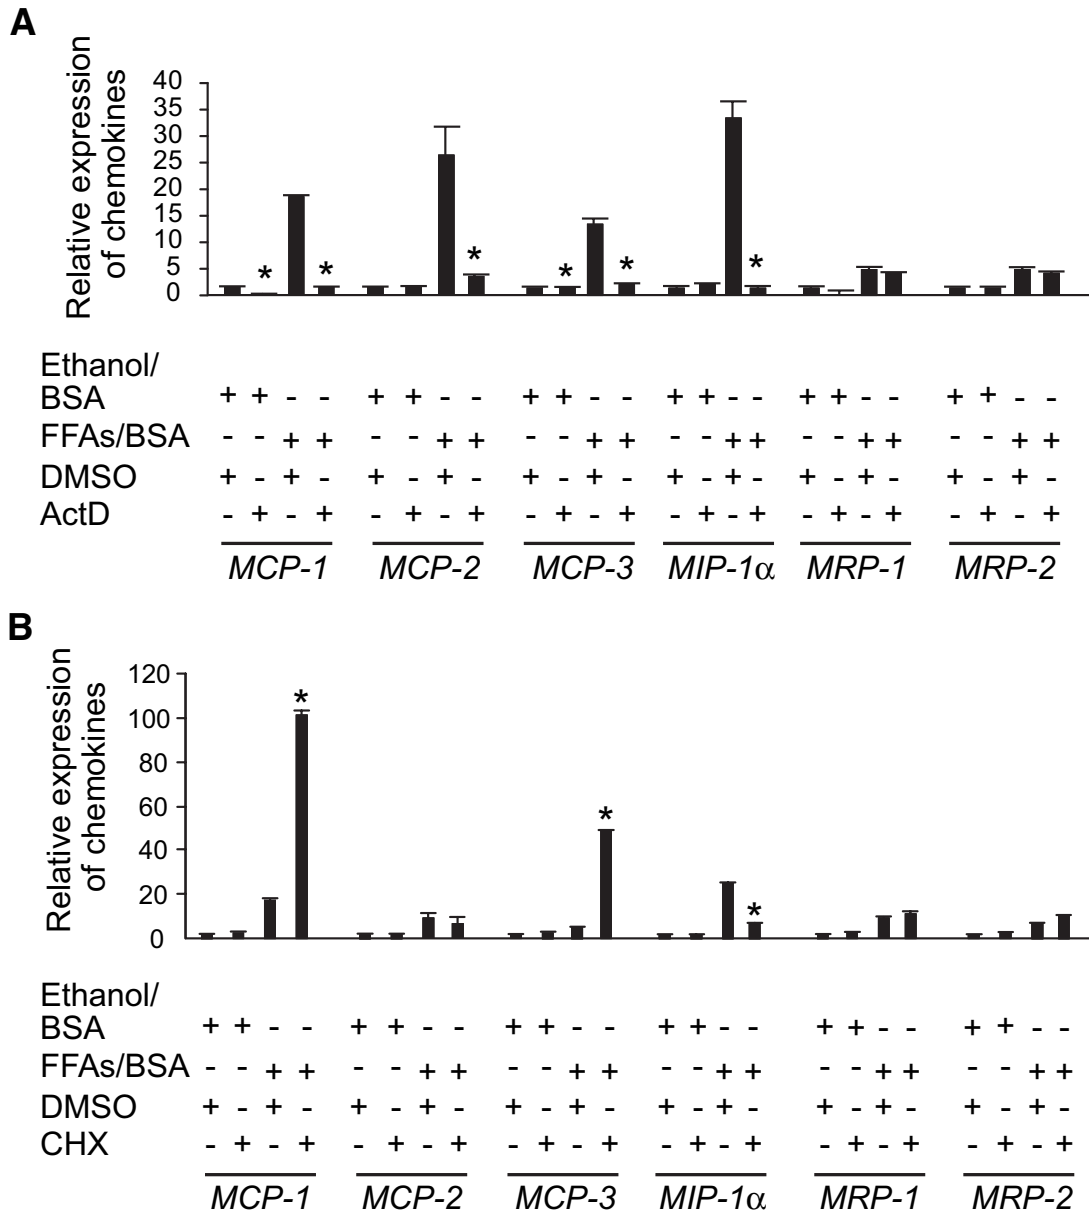 A
Relative expression
of chemokines
40
35
30
25
20
15
10
5
0
* * * * * *
Ethanol/
BSA + + - - + + - - + + - - + + - - + + - - + + - -
FFAs/BSA - - + + - - + + - - + + - - + + - - + + - - + +
DMSO + - + - + - + - + - + - + - + - + - + - + - + -
ActD - + - + - + - + - + - + - + - + - + - + - + - +
MCP-1 MCP-2 MCP-3 MIP-1α MRP-1 MRP-2
B
Relative expression
of chemokines
120
100
80
60
40
20
0
* * *
Ethanol/
BSA + + - - + + - - + + - - + + - - + + - - + + - -
FFAs/BSA - - + + - - + + - - + + - - + + - - + + - - + +
DMSO + - + - + - + - + - + - + - + - + - + - + - + -
CHX - + - + - + - + - + - + - + - + - + - + - + - +
MCP-1 MCP-2 MCP-3 MIP-1α MRP-1 MRP-2